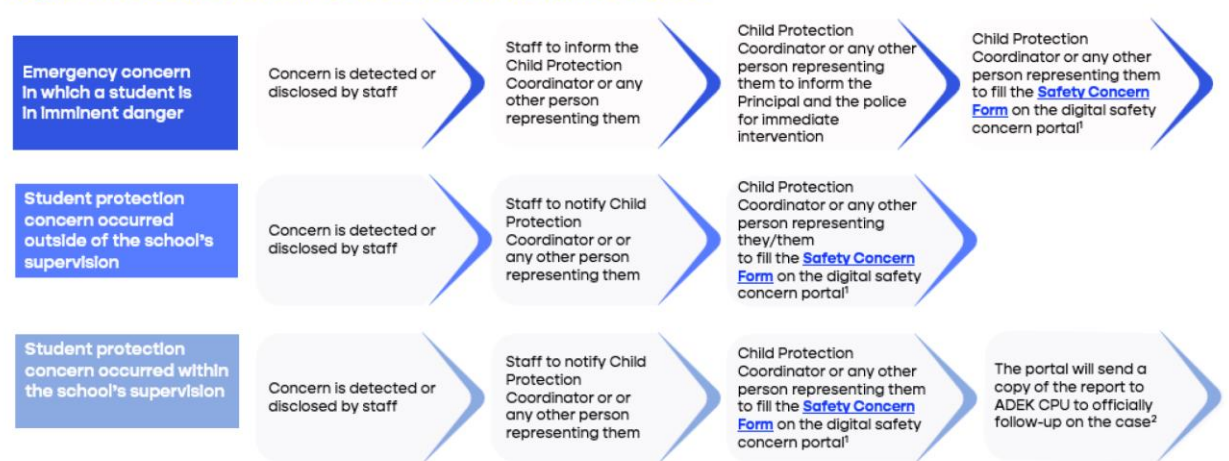 Emergency concern
in which a student is
in imminent danger
Concern is detected or
disclosed by staff
Staff to inform the
Child Protection
Coordinator or any
other person
representing them
Child Protection
Coordinator or any other
person representing
them to inform the
Principal and the police
for immediate
intervention
Child Protection
Coordinator or any other
person representing them
to fill the Safety Concern
Form on the digital safety
concern portal¹
Student protection
concern occurred
outside of the school's
supervision
Concern is detected or
disclosed by staff
Staff to notify Child
Protection
Coordinator or or
any other person
representing them
Child Protection
Coordinator or any other
person representing
they/them
to fill the Safety Concern
Form on the digital safety
concern portal¹
Student protection
concern occurred within
the school's supervision
Concern is detected or
disclosed by staff
Staff to notify Child
Protection
Coordinator or or
any other person
representing them
Child Protection
Coordinator or any other
person representing them
to fill the Safety Concern
Form on the digital safety
concern portal¹
The portal will send a
copy of the report to
ADEK CPU to officially
follow-up on the case²